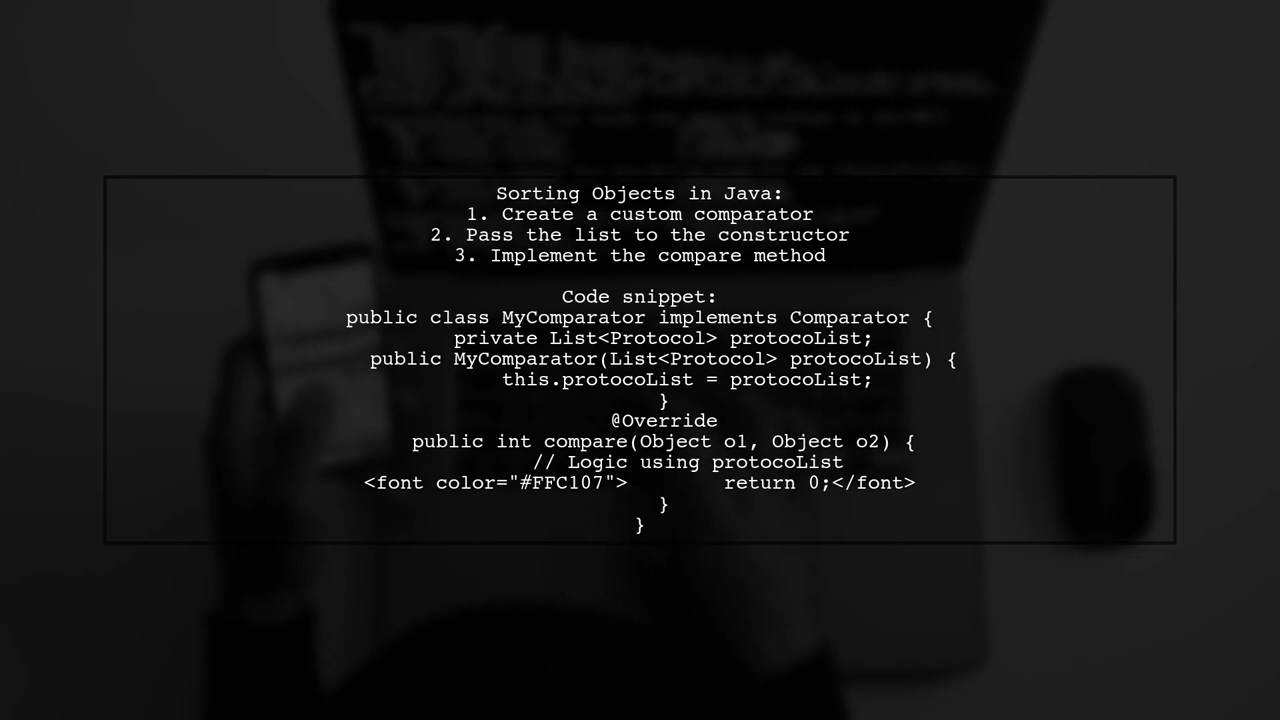 Sorting Objects in Java:
1. Create a custom comparator
2. Pass the list to the constructor
3. Implement the compare method
Code snippet:
public class MyComparator implements Comparator {
private List<Protocol> protocoList;
public MyComparator(List<Protocol> protocoList) {
this.protocoList = protocoList;
}
@Override
public int compare(Object o1, Object o2) {
// Logic using protocoList
<font color="#FFC107">        return 0;</font>
}
}